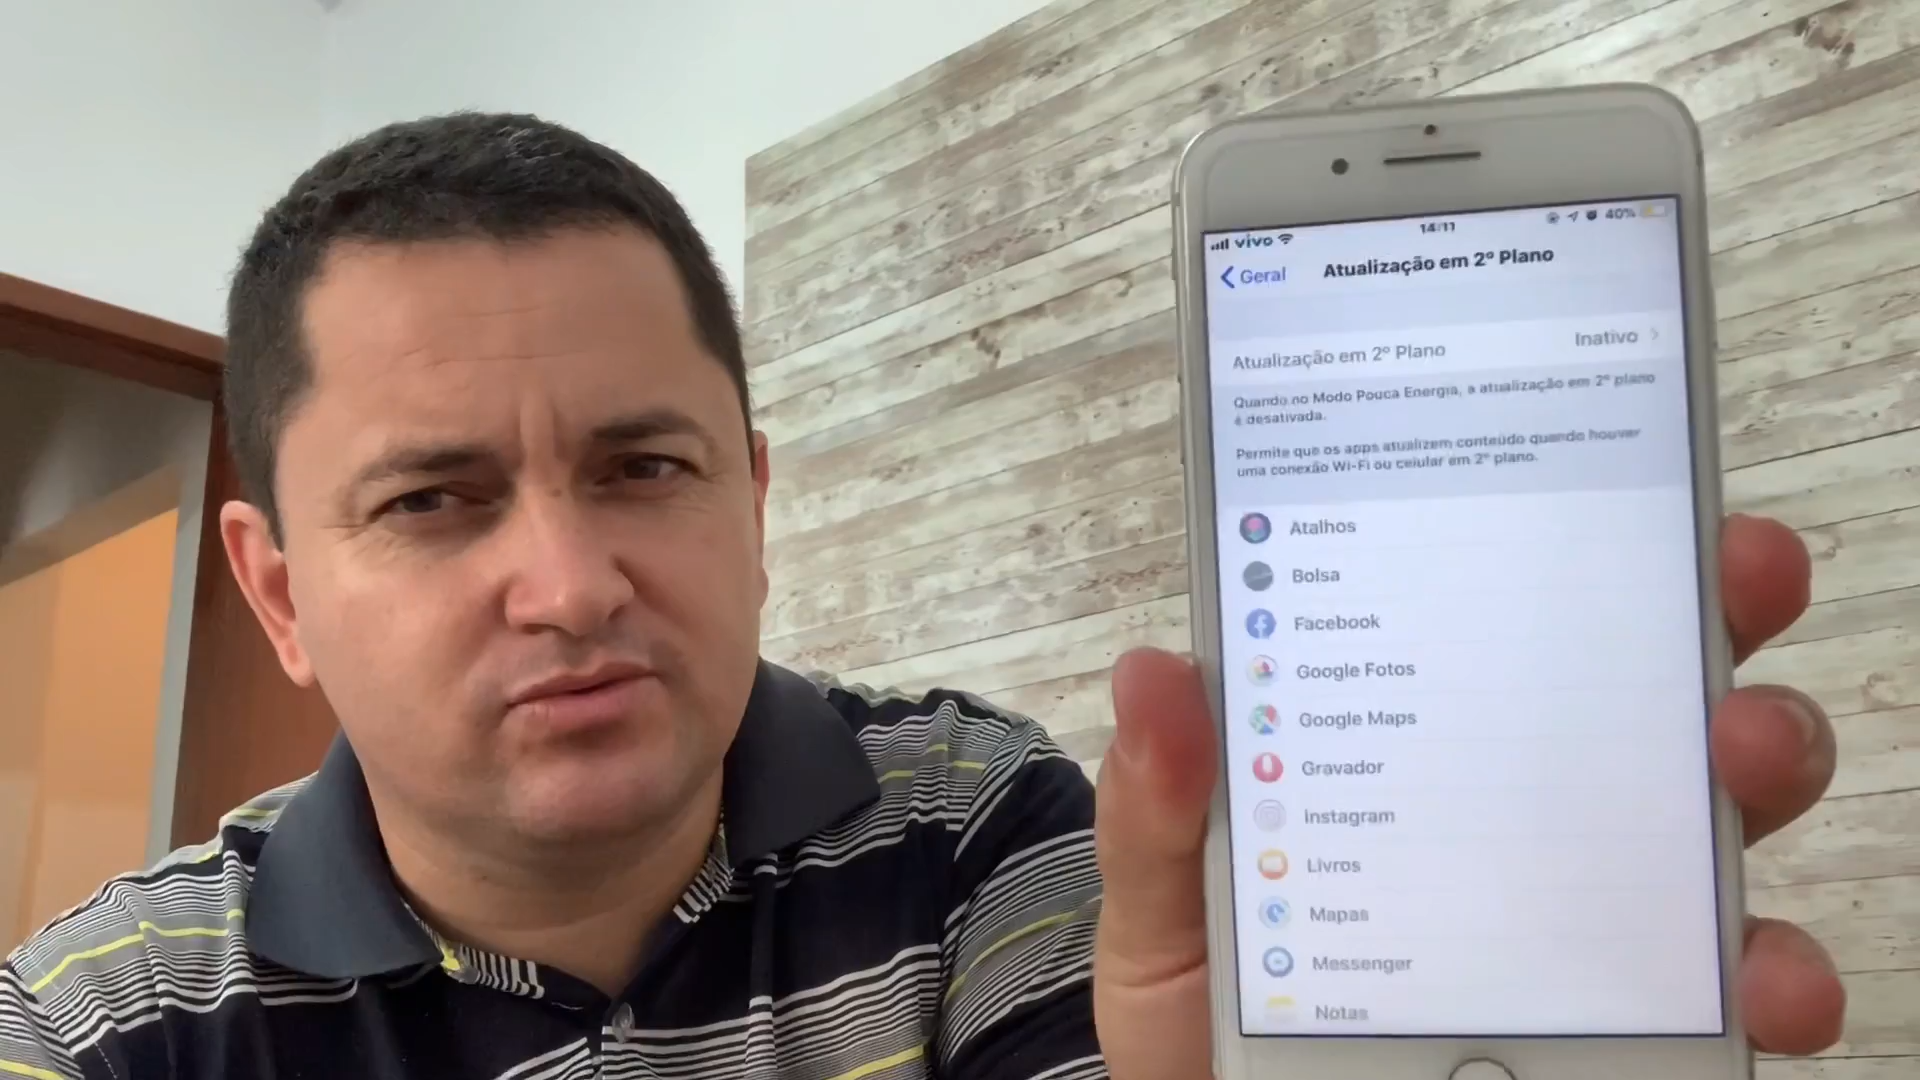 vivo 14:11 40%
Geral Atualização em 2º Plano
Atualização em 2º Plano Inativo
Quando no Modo Pouca Energia, a atualização em 2º plano
é desativada.
Permite que os apps atualizem conteúdo quando houver
uma conexão Wi-Fi ou celular em 2º plano.
Atalhos
Bolsa
Facebook
Google Fotos
Google Maps
Gravador
Instagram
Livros
Mapas
Messenger
Notas